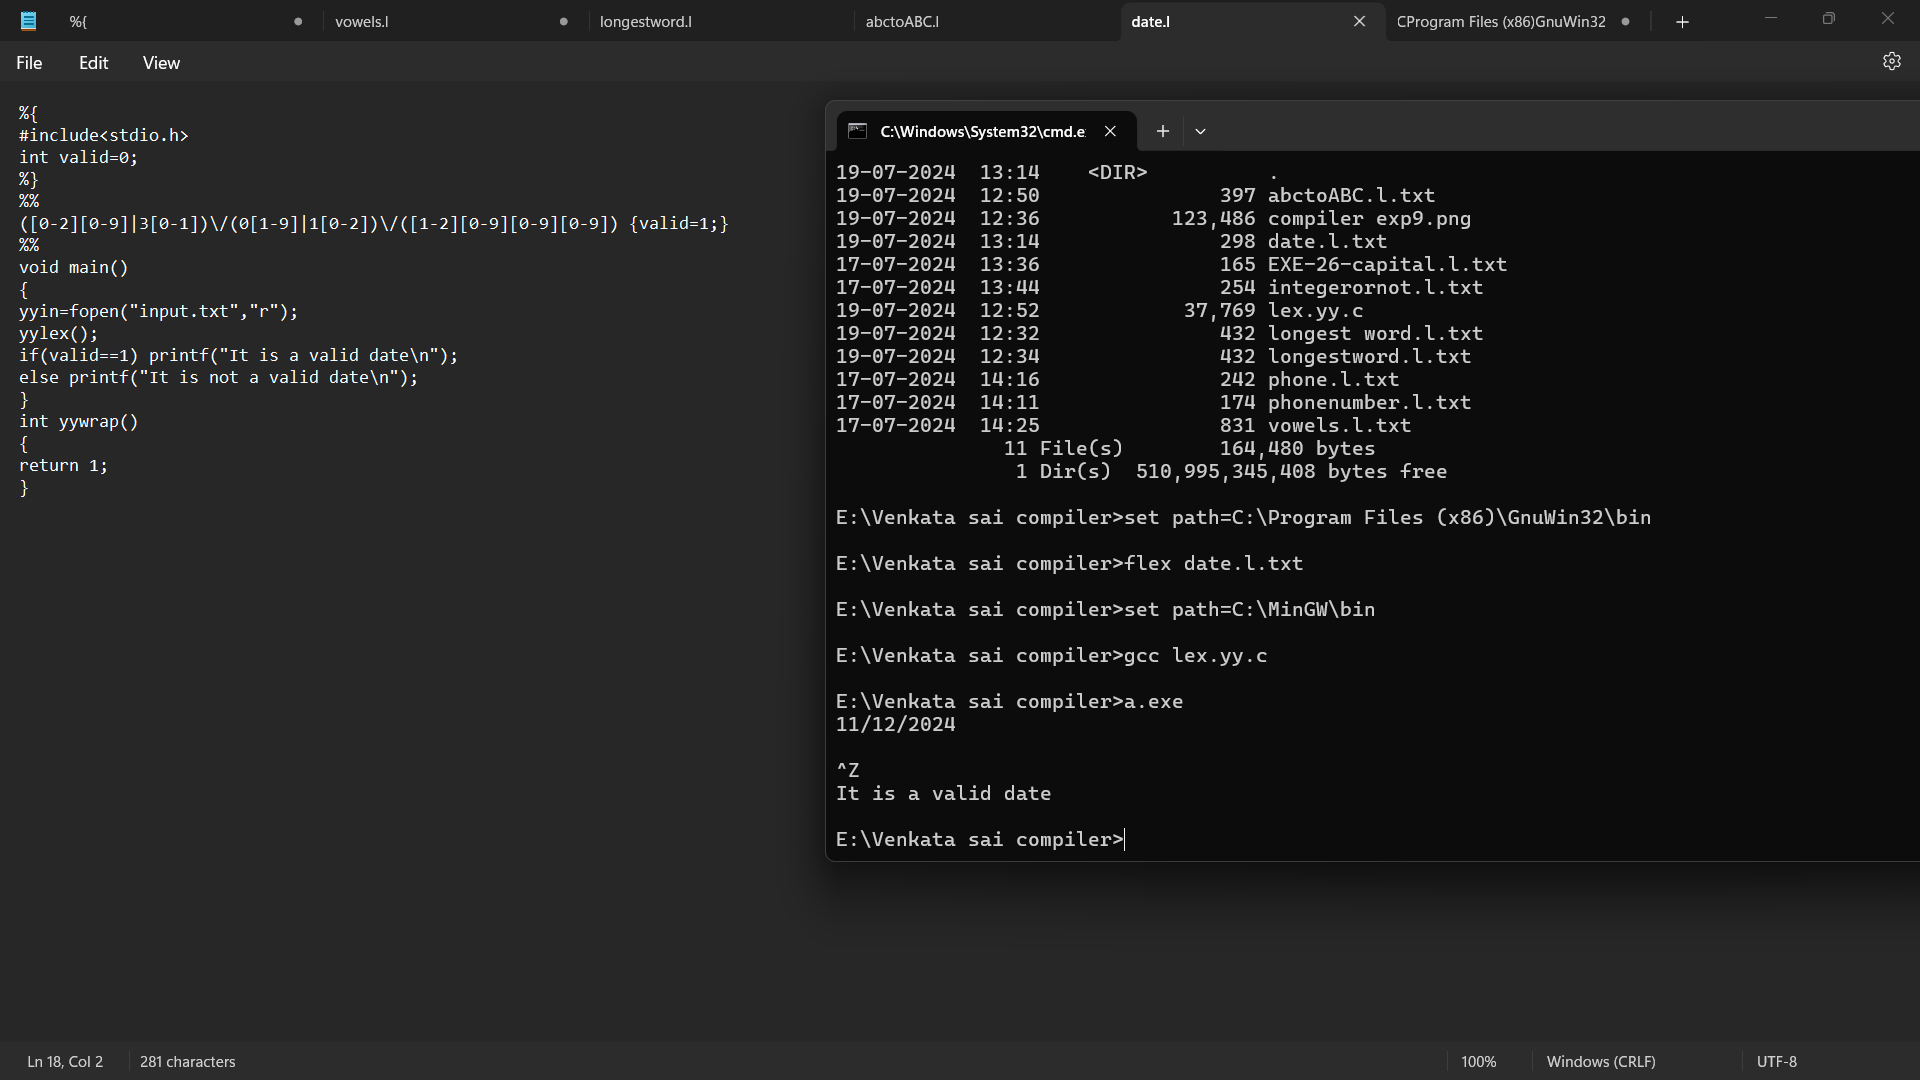 %{ vowels.l longestword.l abctoABC.l date.l CProgram Files (x86)GnuWin32
File Edit View
%{
#include<stdio.h>
int valid=0;
%}
%%
([0-2][0-9]|3[0-1])\/(0[1-9]|1[0-2])\/([1-2][0-9][0-9][0-9]) {valid=1;}
%%
void main()
{
yyin=fopen("input.txt","r");
yylex();
if(valid==1) printf("It is a valid date\n");
else printf("It is not a valid date\n");
}
int yywrap()
{
return 1;
}
C:\Windows\System32\cmd.e
19-07-2024  13:14    <DIR>          .
19-07-2024  12:50               397 abctoABC.l.txt
19-07-2024  12:36           123,486 compiler exp9.png
19-07-2024  13:14               298 date.l.txt
17-07-2024  13:36               165 EXE-26-capital.l.txt
17-07-2024  13:44               254 integerornot.l.txt
19-07-2024  12:52            37,769 lex.yy.c
19-07-2024  12:32               432 longest word.l.txt
19-07-2024  12:34               432 longestword.l.txt
17-07-2024  14:16               242 phone.l.txt
17-07-2024  14:11               174 phonenumber.l.txt
17-07-2024  14:25               831 vowels.l.txt
11 File(s)        164,480 bytes
1 Dir(s)  510,995,345,408 bytes free
E:\Venkata sai compiler>set path=C:\Program Files (x86)\GnuWin32\bin
E:\Venkata sai compiler>flex date.l.txt
E:\Venkata sai compiler>set path=C:\MinGW\bin
E:\Venkata sai compiler>gcc lex.yy.c
E:\Venkata sai compiler>a.exe
11/12/2024
^Z
It is a valid date
E:\Venkata sai compiler>
Ln 18, Col 2 281 characters 100% Windows (CRLF) UTF-8